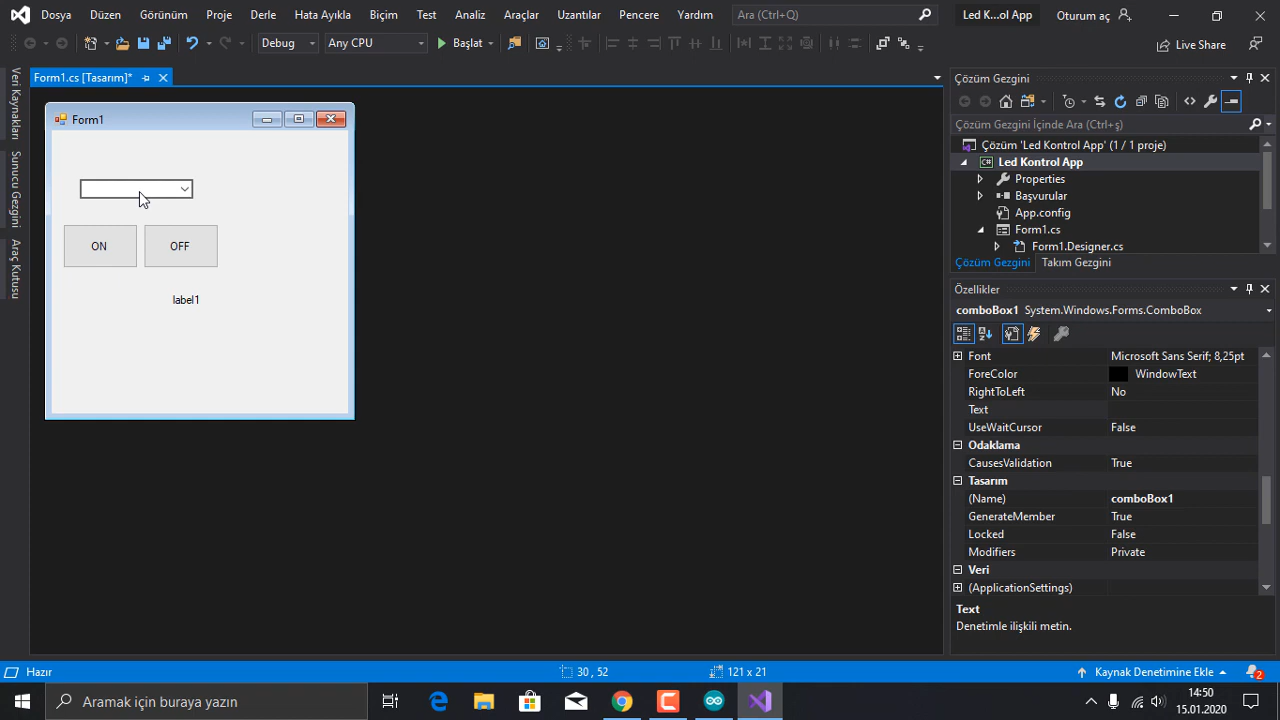 Dosya Düzen Görünüm Proje Derle Hata Ayıkla Biçim Test Analiz Araçlar Uzantılar Pencere Yardım Ara (Ctrl+Q) Led K...ol App Oturum aç
Debug Any CPU Başlat Live Share
Form1.cs [Tasarım]*
Veri Kaynakları
Sunucu Gezgini
Araç Kutusu
Form1
ON OFF
label1
Çözüm Gezgini
Çözüm Gezgini İçinde Ara (Ctrl+ş)
Çözüm 'Led Kontrol App' (1 / 1 proje)
C# Led Kontrol App
Properties
Başvurular
App.config
Form1.cs
Form1.Designer.cs
Çözüm Gezgini Takım Gezgini
Özellikler
comboBox1 System.Windows.Forms.ComboBox
Font Microsoft Sans Serif; 8,25pt
ForeColor WindowText
RightToLeft No
Text
UseWaitCursor False
Odaklama
CausesValidation True
Tasarım
(Name) comboBox1
GenerateMember True
Locked False
Modifiers Private
Veri
(ApplicationSettings)
Text
Denetimle ilişkili metin.
Hazır 30 , 52 121 x 21 Kaynak Denetimine Ekle 2
Aramak için buraya yazın
14:50
15.01.2020